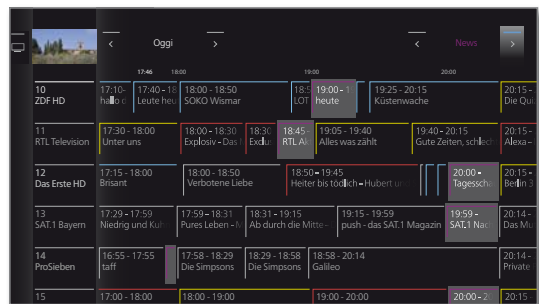 Oggi News
17:46 18:00 19:00 20:00
10 17:10- 17:40 - 18 18:00 - 18:50 18:5 19:00 - 1 19:25 - 20:15 20:15 -
ZDF HD hallo d Leute heu SOKO Wismar LOT heute Küstenwache Die Qui
11 17:30 - 18:00 18:00 - 18:30 18:30 18:45 - 19:05 - 19:40 19:40 - 20:15 20:15 -
RTL Television Unter uns Explosiv - Das Exclu RTL Ak Alles was zählt Gute Zeiten, schlech Alexa –
12 17:15 - 18:00 18:00 - 18:50 18:50 - 19:45 20:00 - 20:15 -
Das Erste HD Brisant Verbotene Liebe Heiter bis tödlich – Hubert un Tagesscha Berlin
13 17:29 - 17:59 17:59 - 18:31 18:31 - 19:15 19:15 - 19:59 19:59 - 20:14 -
SAT.1 Bayern Niedrig und Kuh Pures Leben - Ab durch die Mitte- push - das SAT.1 Magazin SAT.1 Nac Das Mu
14 16:55 - 17:55 17:58 - 18:29 18:29 - 18:58 18:58 - 20:14 20:14 -
ProSieben taff Die Simpsons Die Simpsons Galileo Private
15 17:00 - 18:00 18:00 - 19:00 19:00 - 20:00 20:00 - 20:15 -